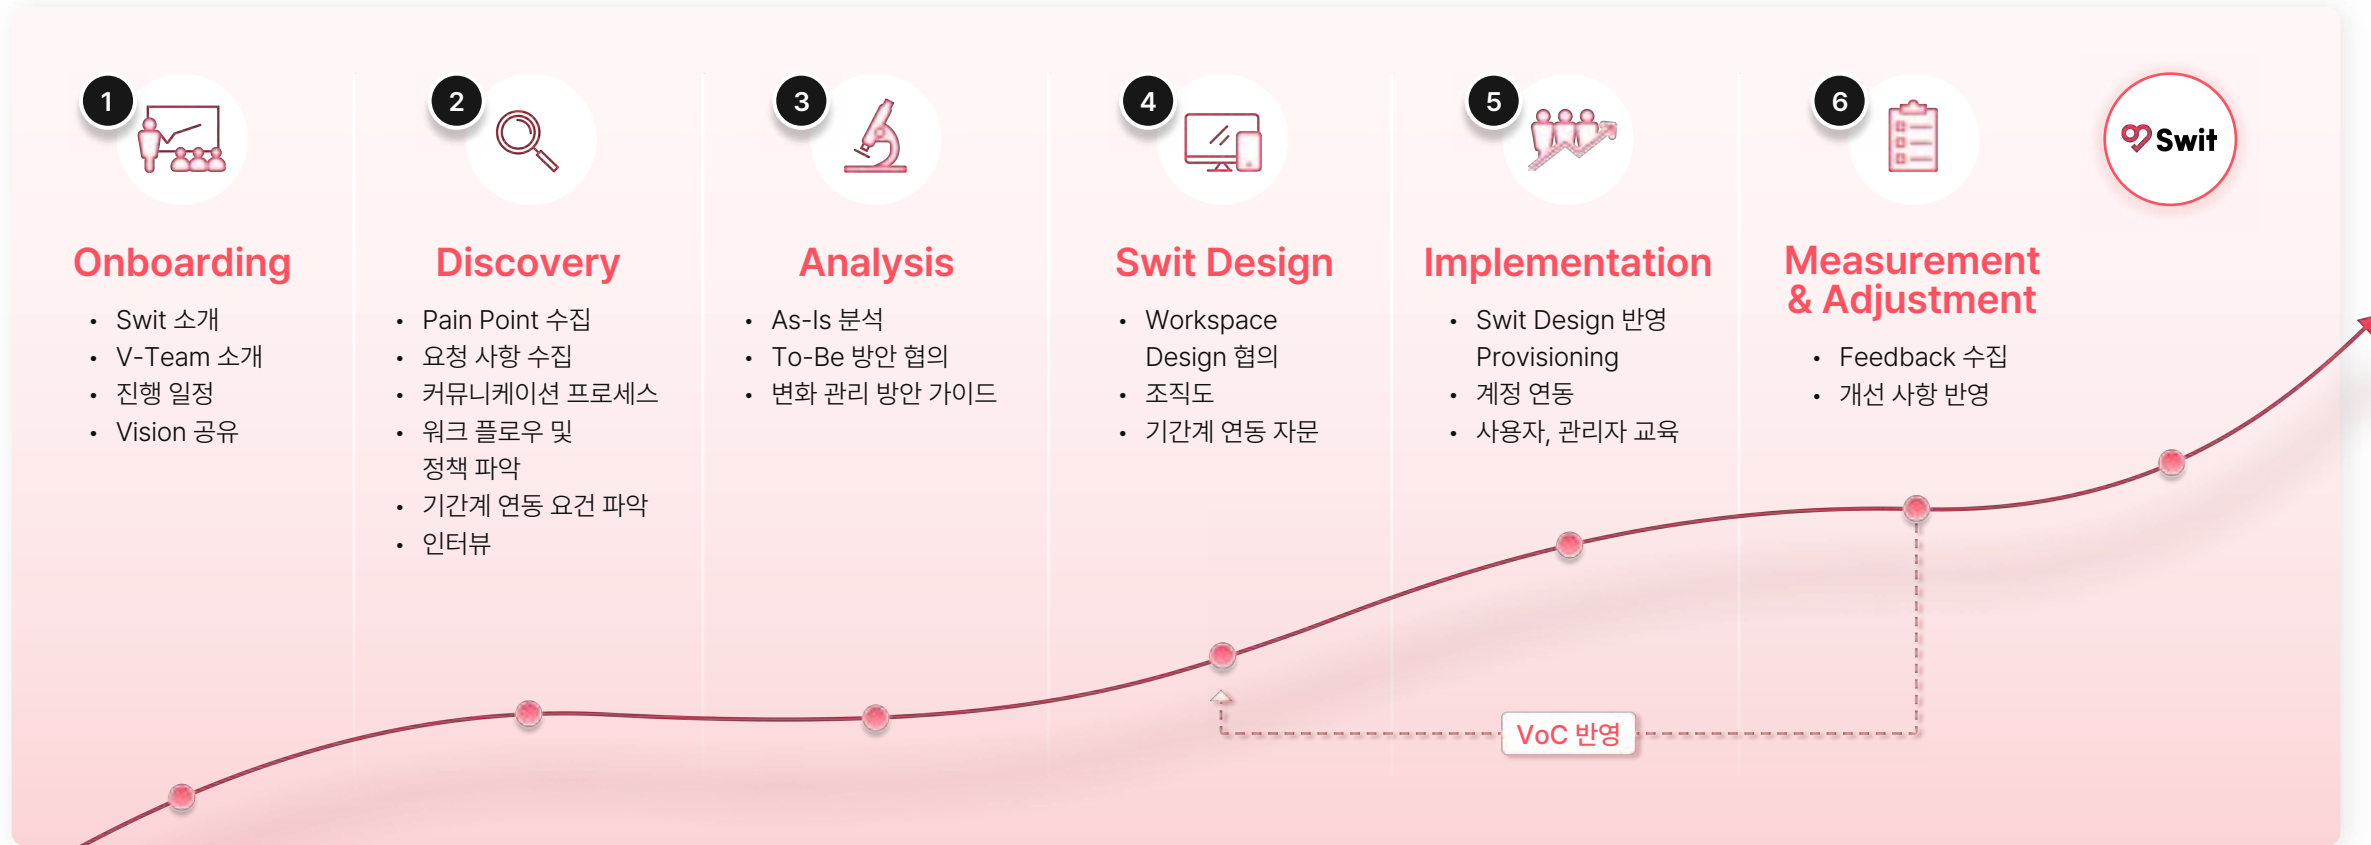 1
Onboarding
• Swit 소개
• V-Team 소개
• 진행 일정
• Vision 공유
2
Discovery
• Pain Point 수집
• 요청 사항 수집
• 커뮤니케이션 프로세스
• 워크 플로우 및
정책 파악
• 기간계 연동 요건 파악
• 인터뷰
3
Analysis
• As-Is 분석
• To-Be 방안 협의
• 변화 관리 방안 가이드
4
Swit Design
• Workspace
Design 협의
• 조직도
• 기간계 연동 자문
5
Implementation
• Swit Design 반영
Provisioning
• 계정 연동
• 사용자, 관리자 교육
6
Measurement
& Adjustment
• Feedback 수집
• 개선 사항 반영
Swit
VoC 반영